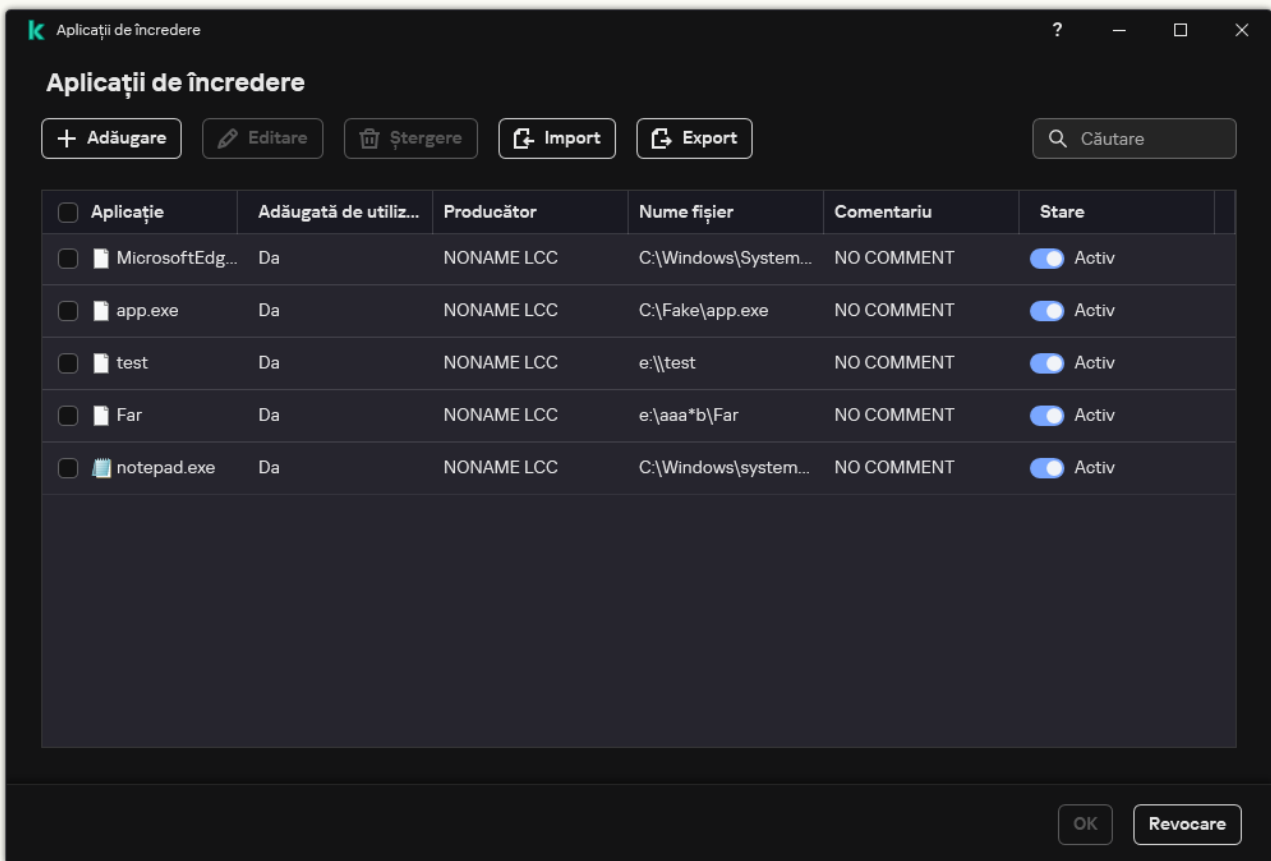 Aplicații de încredere
?
Aplicații de încredere
Adăugare Editare Ștergere Import Export Căutare
Aplicație Adăugată de utiliz... Producător Nume fișier Comentariu Stare
MicrosoftEdg... Da NONAME LCC C:\Windows\System... NO COMMENT Activ
app.exe Da NONAME LCC C:\Fake\app.exe NO COMMENT Activ
test Da NONAME LCC e:\\test NO COMMENT Activ
Far Da NONAME LCC e:\aaa*b\Far NO COMMENT Activ
notepad.exe Da NONAME LCC C:\Windows\system... NO COMMENT Activ
OK Revocare